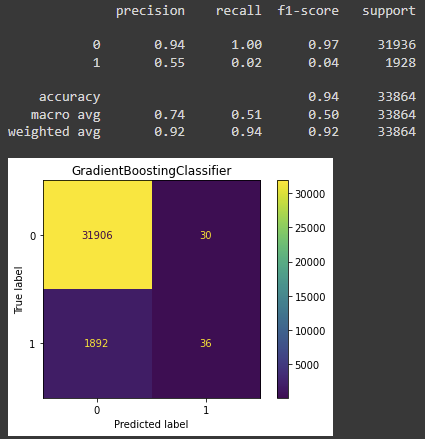 precision recall f1-score support
0 0.94 1.00 0.97 31936
1 0.55 0.02 0.04 1928
accuracy 0.94 33864
macro avg 0.74 0.51 0.50 33864
weighted avg 0.92 0.94 0.92 33864
GradientBoostingClassifier
30000
25000
0 31906 30
20000
True label
15000
10000
1 1892 36
5000
0 1
Predicted label